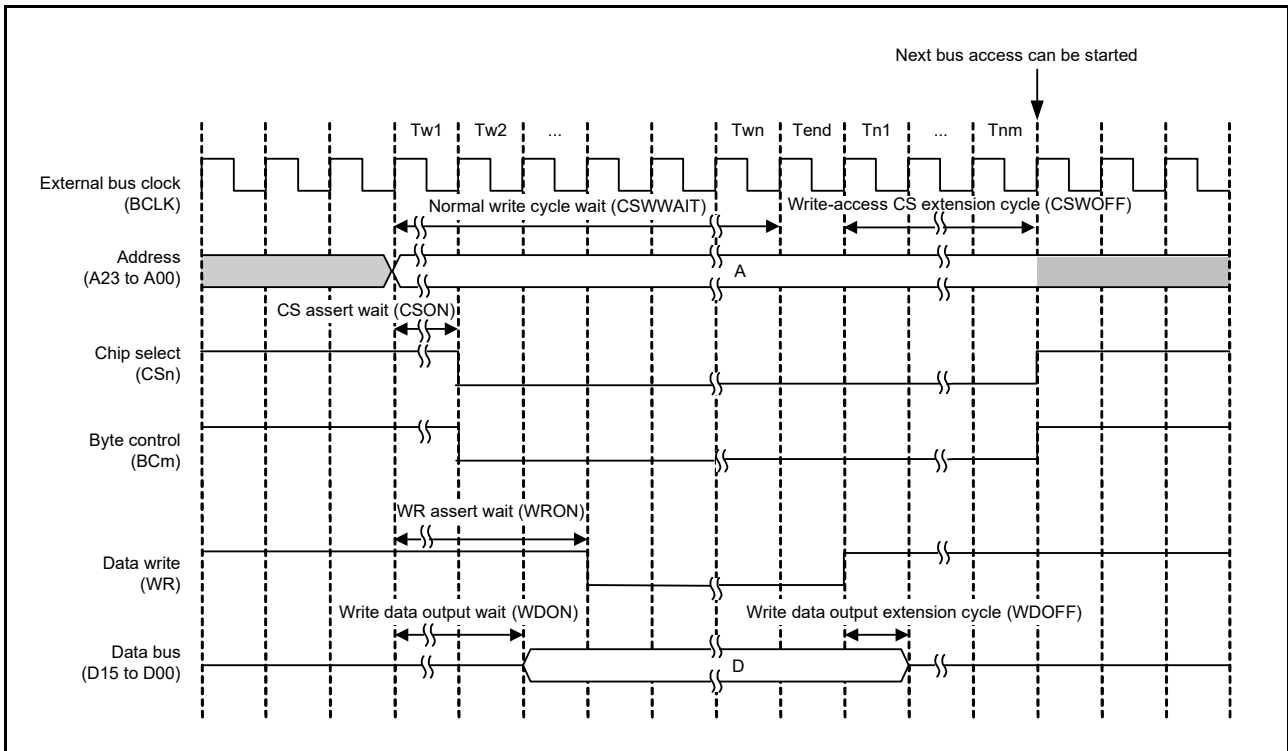 Next bus access can be started
Tw1 Tw2 ... Twn Tend Tn1 ... Tnm
External bus clock
(BCLK)
Normal write cycle wait (CSWWAIT) Write-access CS extension cycle (CSWOFF)
Address
(A23 to A00)
A
CS assert wait (CSON)
Chip select
(CSn)
Byte control
(BCm)
WR assert wait (WRON)
Data write
(WR)
Write data output wait (WDON) Write data output extension cycle (WDOFF)
Data bus
(D15 to D00)
D